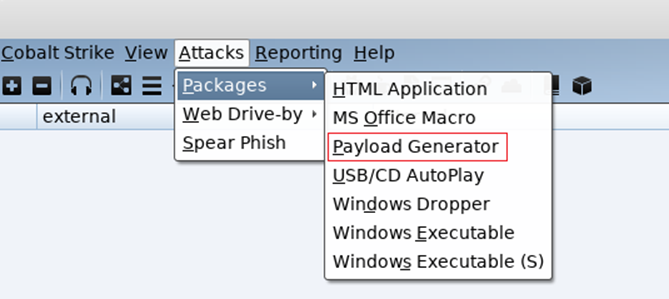 Cobalt Strike View Attacks Reporting Help
external
Packages
Web Drive-by
Spear Phish
HTML Application
MS Office Macro
Payload Generator
USB/CD AutoPlay
Windows Dropper
Windows Executable
Windows Executable (S)